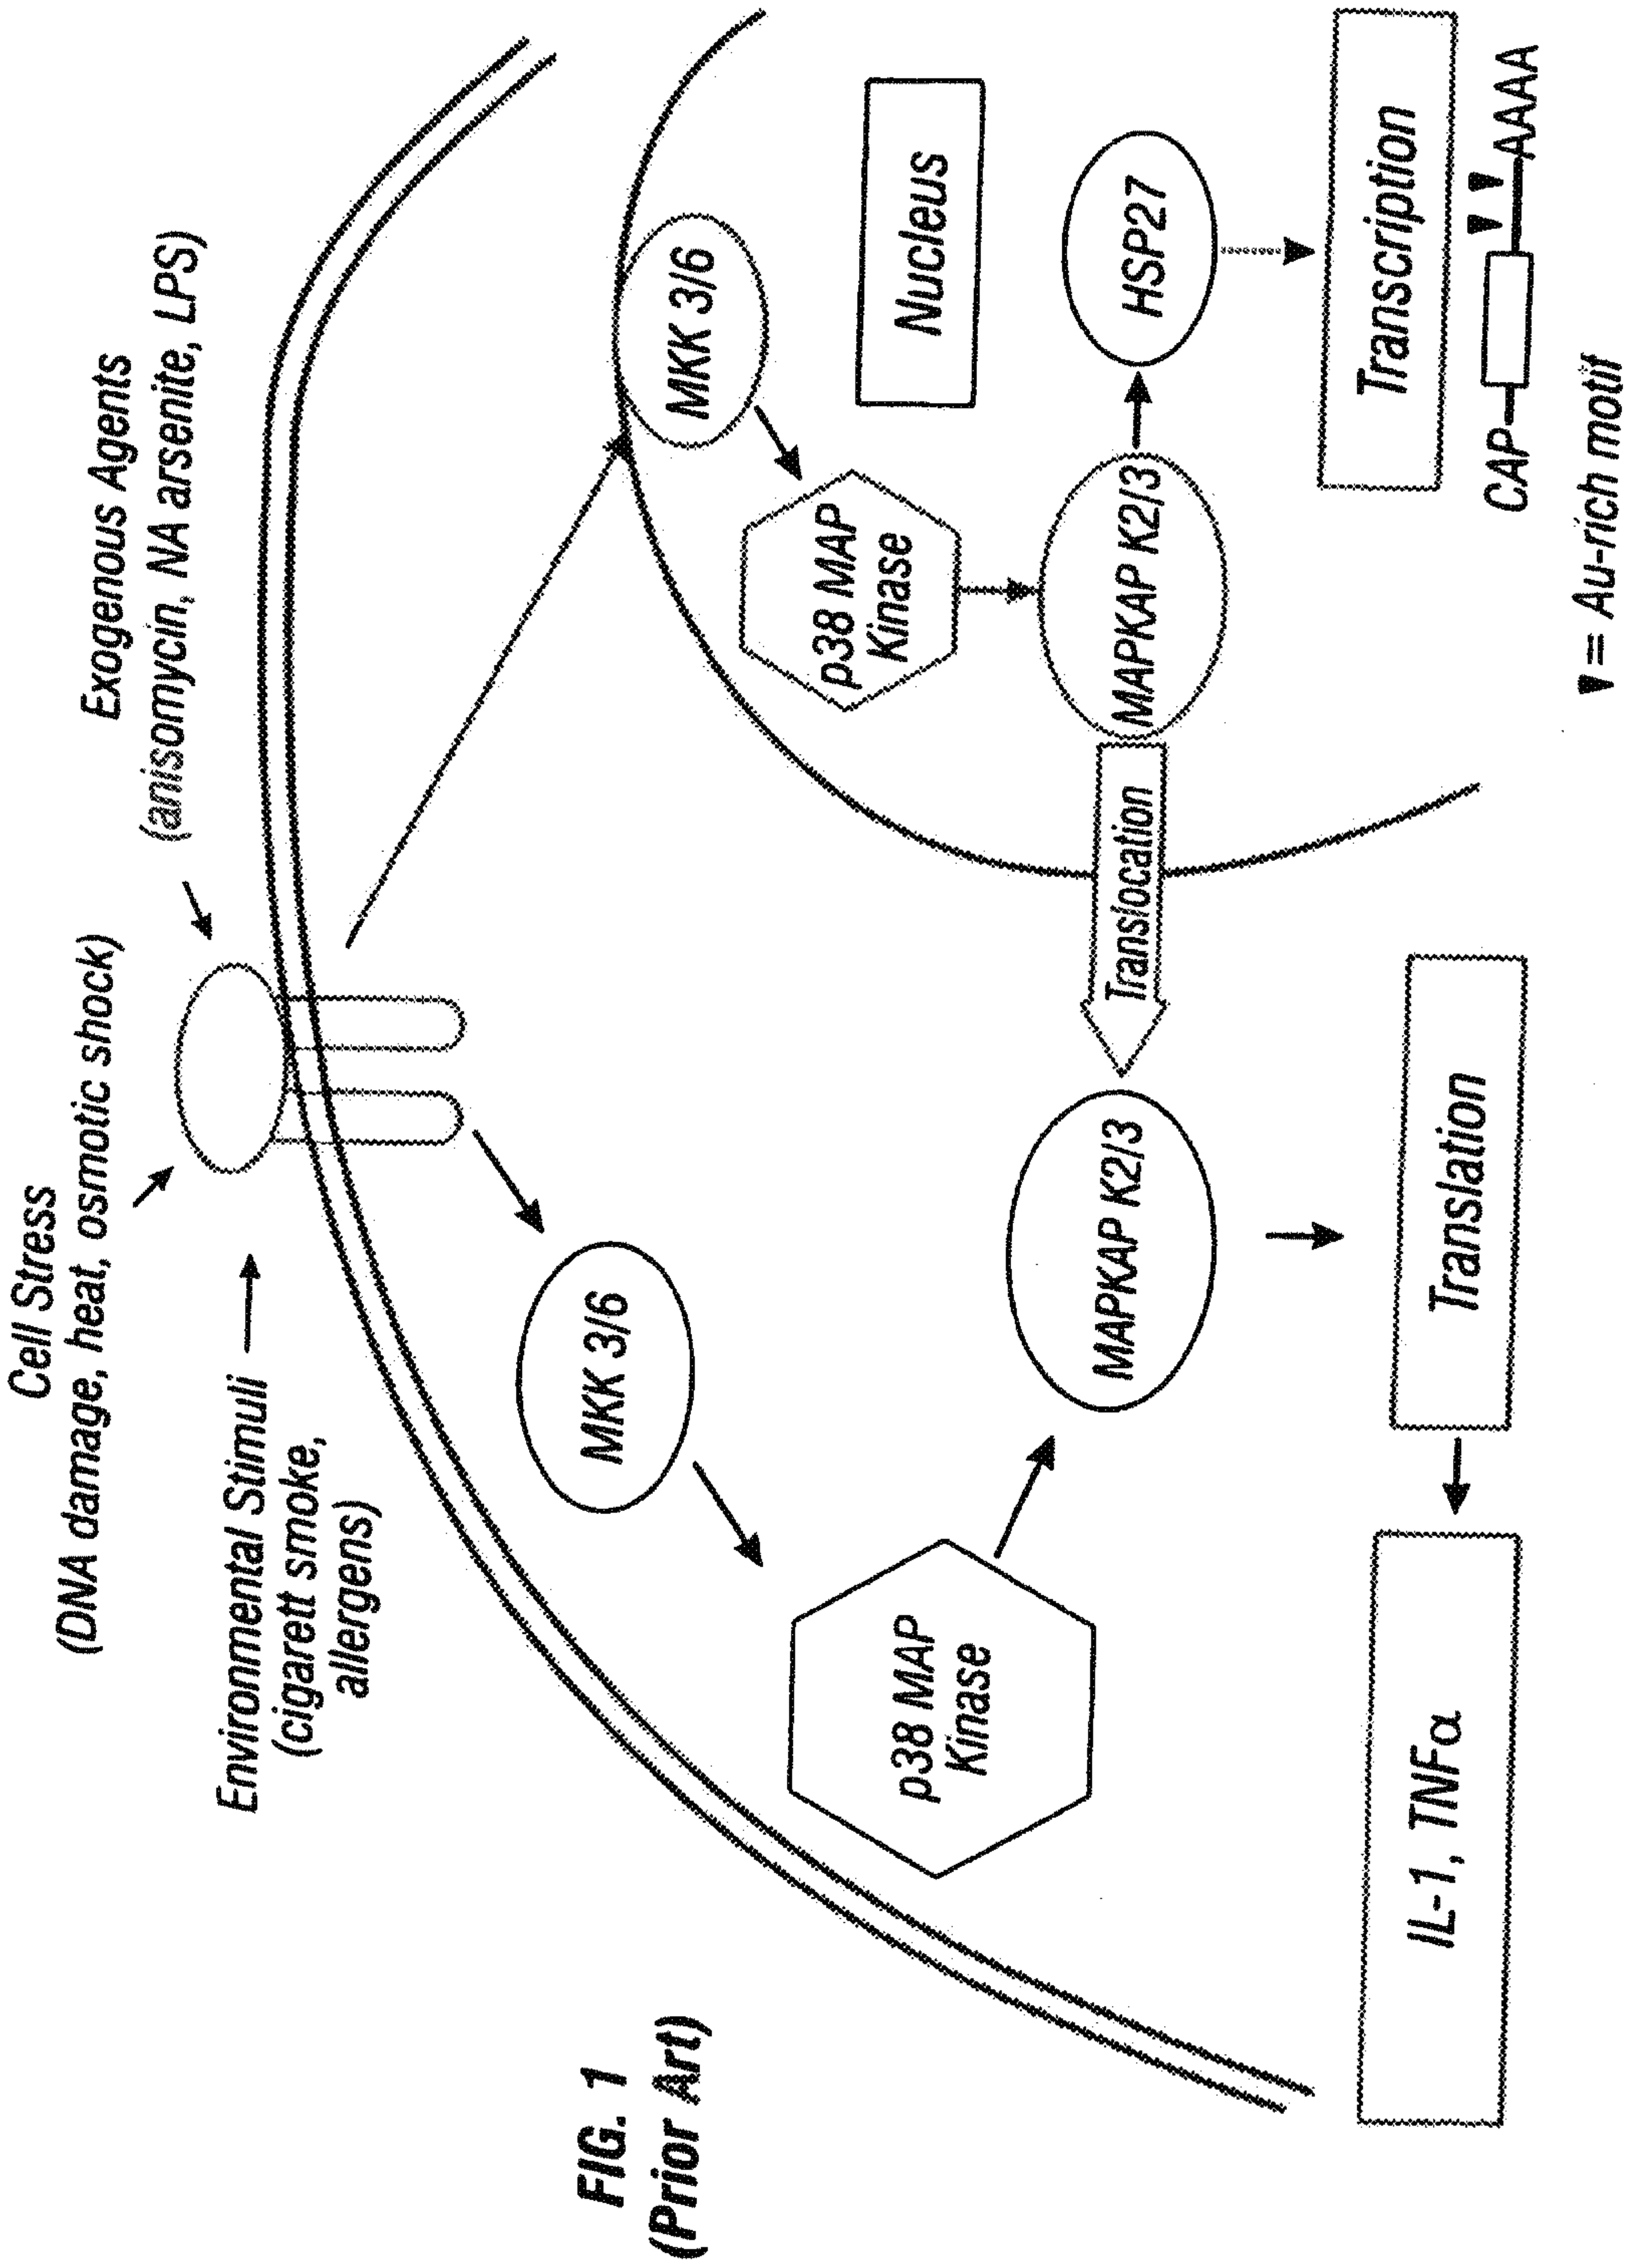 Cell Stress
(DNA damage, heat, osmotic shock)
Exogenous Agents
(anisomycin, NA arsenite, LPS)
Environmental Stimuli
(cigarett smoke,
allergens)
MKK 3/6
MKK 3/6
p38 MAP
Kinase
p38 MAP
Kinase
Nucleus
MAPKAP K2/3
Translocation
MAPKAP K2/3
HSP27
Translation
Transcription
IL-1, TNFα
CAP
AAAA
= Au-rich motif
FIG. 1
(Prior Art)